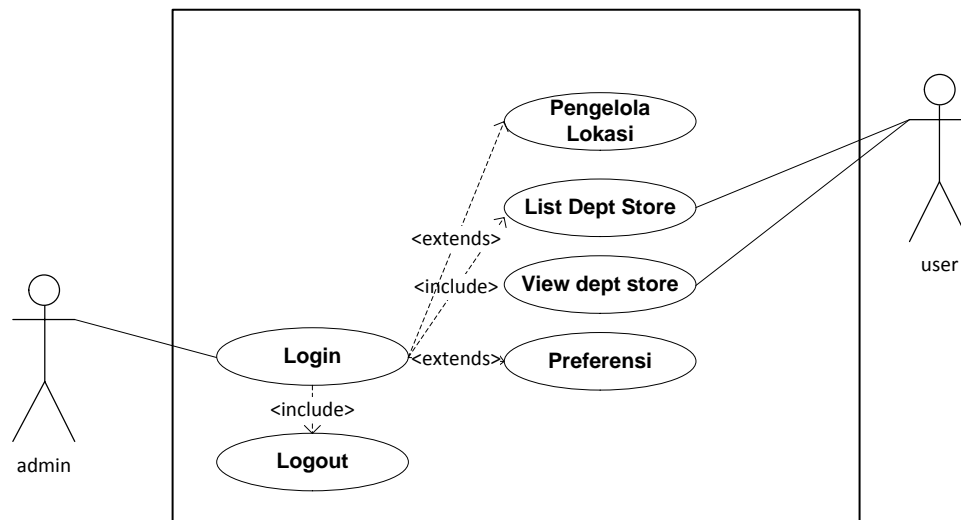 Pengelola
Lokasi
List Dept Store
<extends>
<include>
View dept store
user
Login
<extends>
Preferensi
<include>
Logout
admin